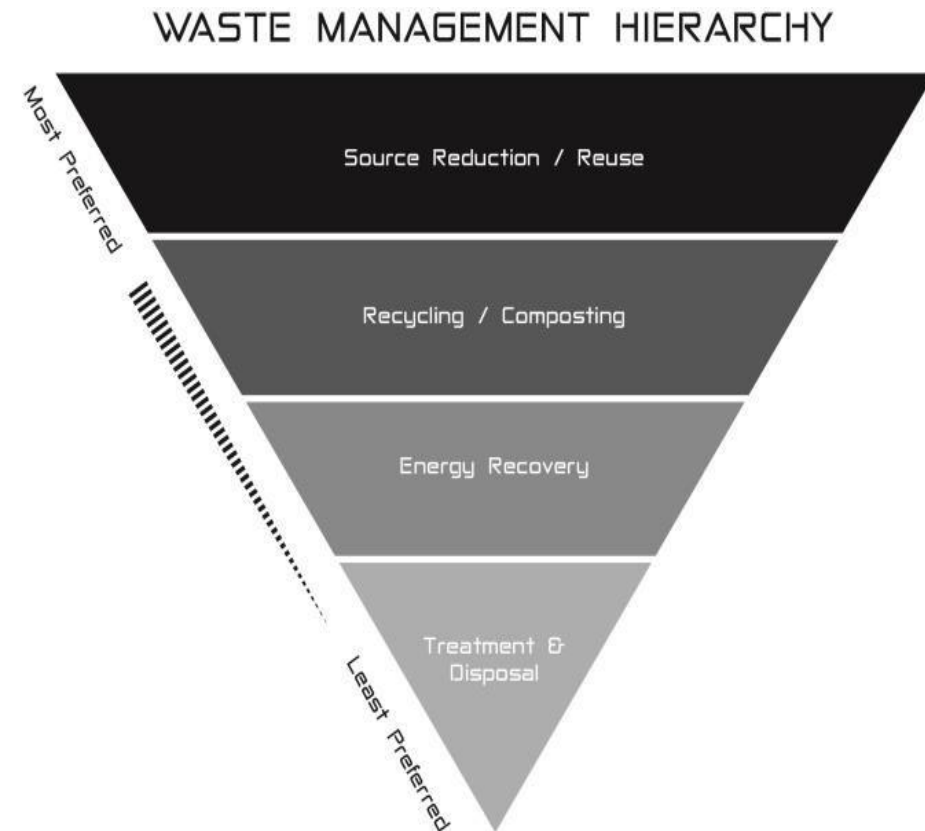 WASTE MANAGEMENT HIERARCHY
Most Preferred
Source Reduction / Reuse
Recycling / Composting
Energy Recovery
Treatment &
Disposal
Least Preferred